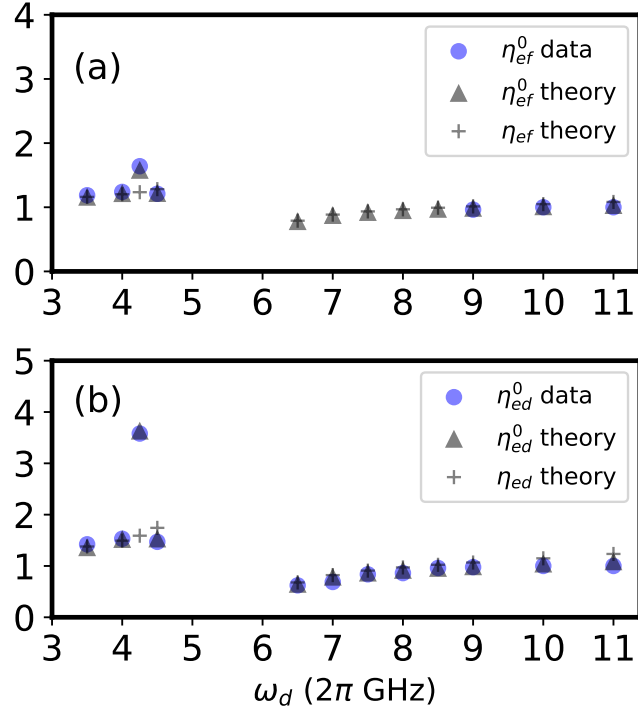 4
3
2
1
0
(a)
η⁰ₑf data
η⁰ₑf theory
ηₑf theory
3 4 5 6 7 8 9 10 11
5
4
3
2
1
0
(b)
η⁰ₑd data
η⁰ₑd theory
ηₑd theory
3 4 5 6 7 8 9 10 11
ω_d (2π GHz)